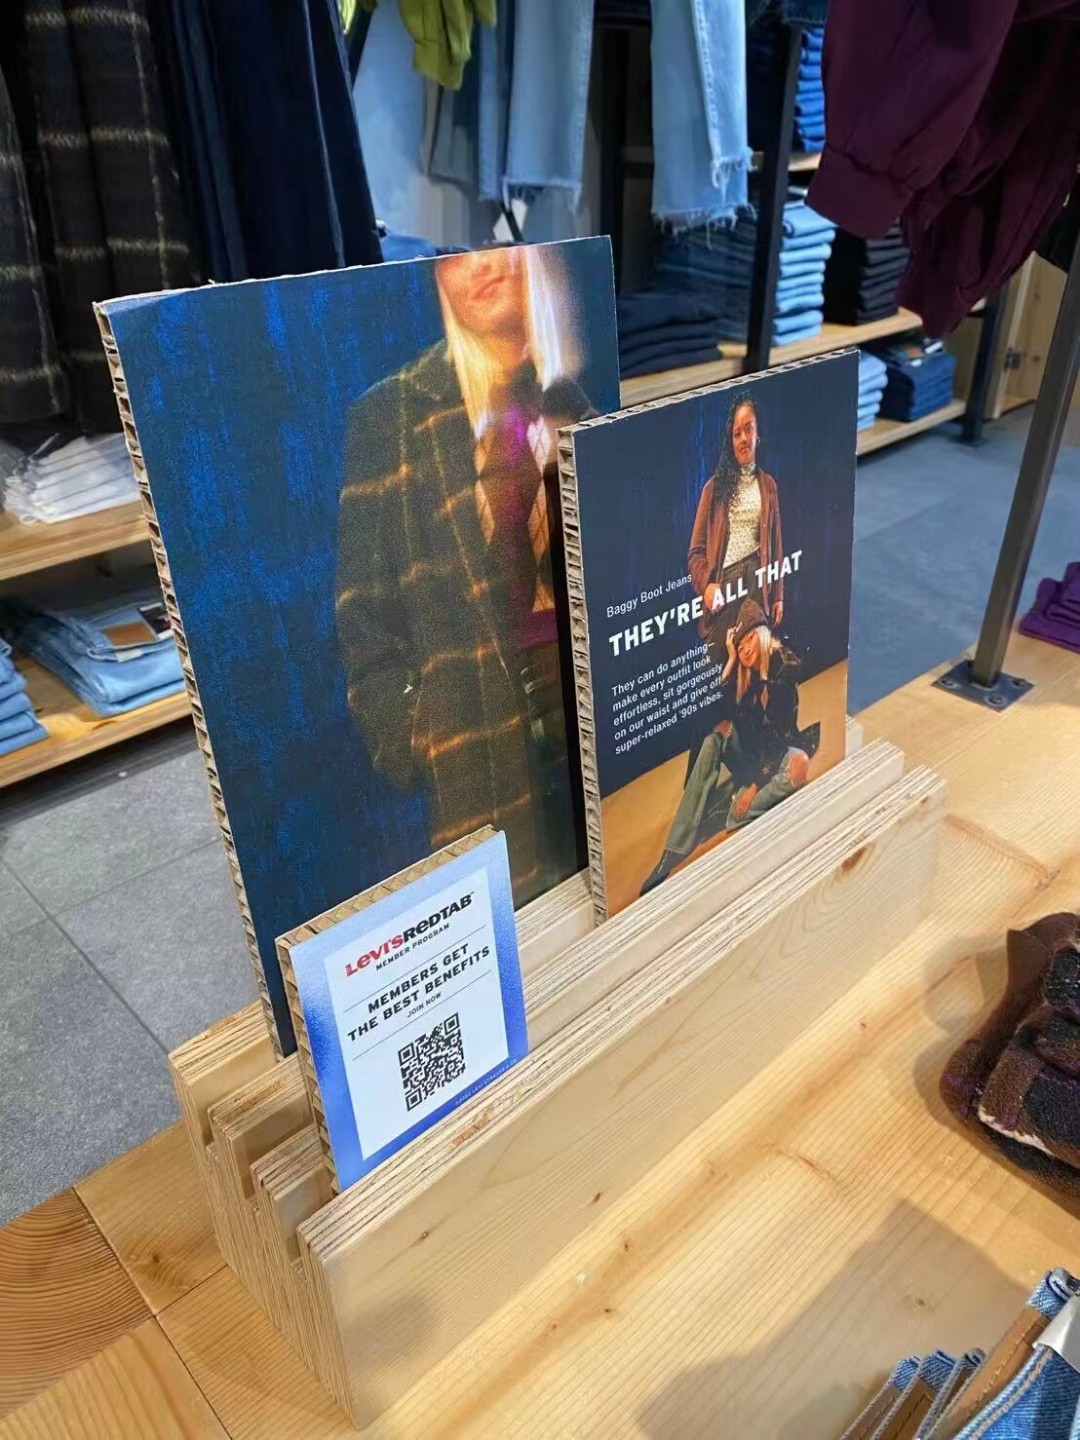 Baggy Boot Jeans
THEY'RE ALL THAT
They can do anything–
make every outfit look
effortless, sit gorgeously
on our waist and give off
super-relaxed '90s vibes.
LEVI'S REDTAB™
MEMBER PROGRAM
MEMBERS GET
THE BEST BENEFITS
JOIN NOW